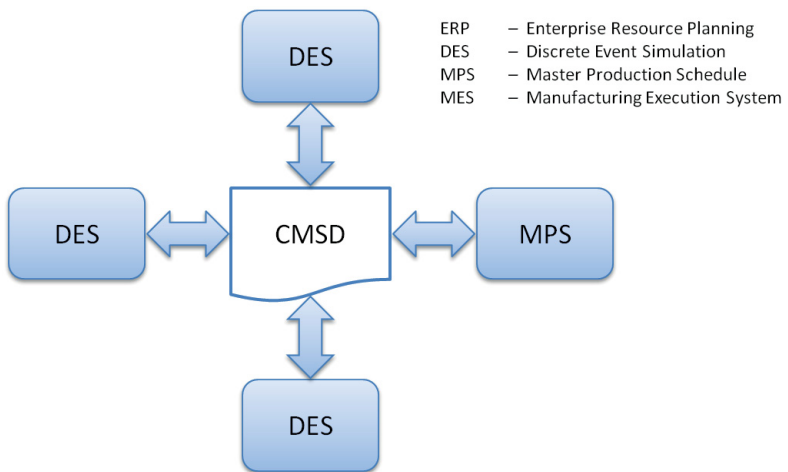 DES
ERP – Enterprise Resource Planning
DES – Discrete Event Simulation
MPS – Master Production Schedule
MES – Manufacturing Execution System
DES
CMSD
MPS
DES